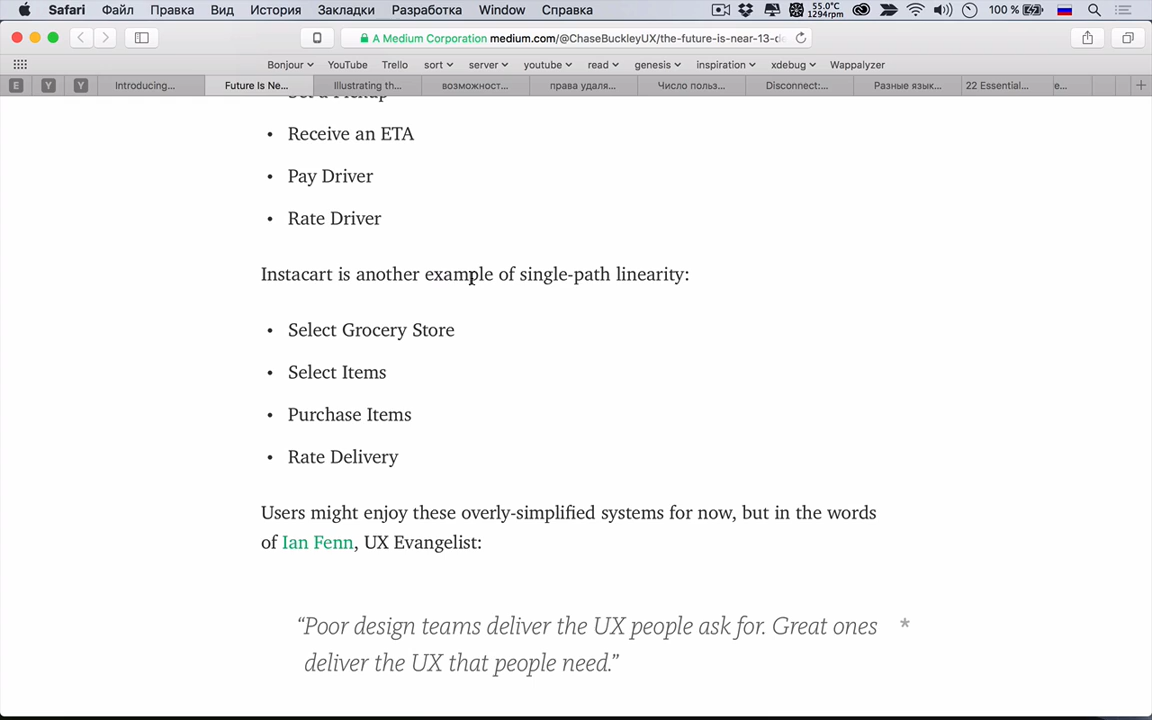 Safari Файл Правка Вид История Закладки Разработка Window Справка 55.0°C 1294rpm 100 %
A Medium Corporation medium.com/@ChaseBuckleyUX/the-future-is-near-13-d
Bonjour YouTube Trello sort server youtube read genesis inspiration xdebug Wappalyzer
E Y Y Introducing... Future Is Ne... Illustrating th... возможност... права удаля... Число польз... Disconnect:... Разные язык... 22 Essential... e...
• Receive an ETA
• Pay Driver
• Rate Driver
Instacart is another example of single-path linearity:
• Select Grocery Store
• Select Items
• Purchase Items
• Rate Delivery
Users might enjoy these overly-simplified systems for now, but in the words
of Ian Fenn, UX Evangelist:
“Poor design teams deliver the UX people ask for. Great ones *
deliver the UX that people need.”